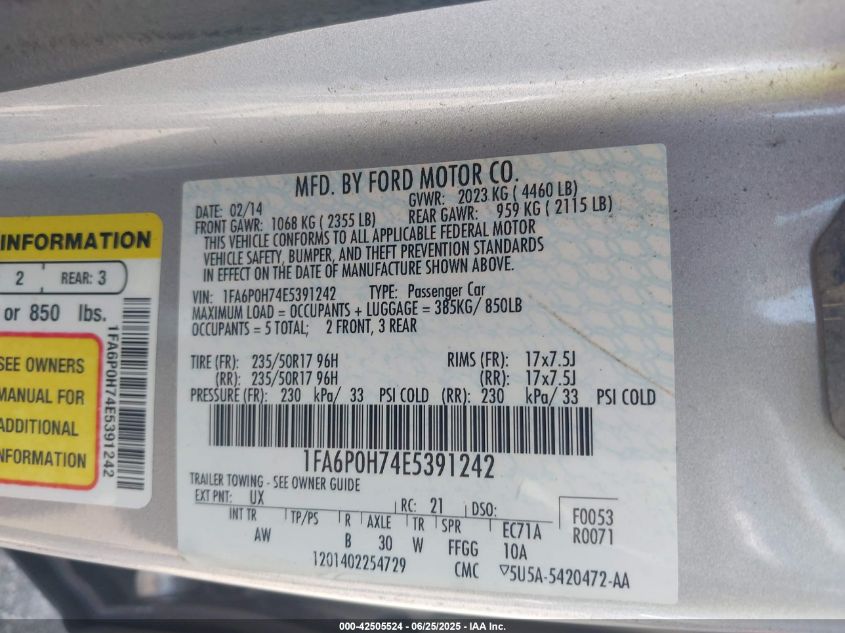 INFORMATION
2 REAR: 3
or 850 lbs.
SEE OWNERS
MANUAL FOR
ADDITIONAL
INFORMATION
1FA6P0H74E5391242
MFD. BY FORD MOTOR CO.
DATE: 02/14 GVWR: 2023 KG ( 4460 LB)
FRONT GAWR: 1068 KG ( 2355 LB) REAR GAWR: 959 KG ( 2115 LB)
THIS VEHICLE CONFORMS TO ALL APPLICABLE FEDERAL MOTOR
VEHICLE SAFETY, BUMPER, AND THEFT PREVENTION STANDARDS
IN EFFECT ON THE DATE OF MANUFACTURE SHOWN ABOVE.
VIN: 1FA6P0H74E5391242 TYPE: Passenger Car
MAXIMUM LOAD = OCCUPANTS + LUGGAGE = 385KG/ 850LB
OCCUPANTS = 5 TOTAL; 2 FRONT, 3 REAR
TIRE (FR): 235/50R17 96H RIMS (FR): 17x7.5J
(RR): 235/50R17 96H (RR): 17x7.5J
PRESSURE (FR): 230 kPa/ 33 PSI COLD (RR): 230 kPa/ 33 PSI COLD
1FA6P0H74E5391242
TRAILER TOWING - SEE OWNER GUIDE
EXT PNT: UX RC: 21 DSO: F0053
INT TR TP/PS R AXLE TR SPR EC71A R0071
AW B 30 W FFGG 10A
1201402254729 CMC ▽5U5A-5420472-AA
000-42505524 - 06/25/2025 - IAA Inc.